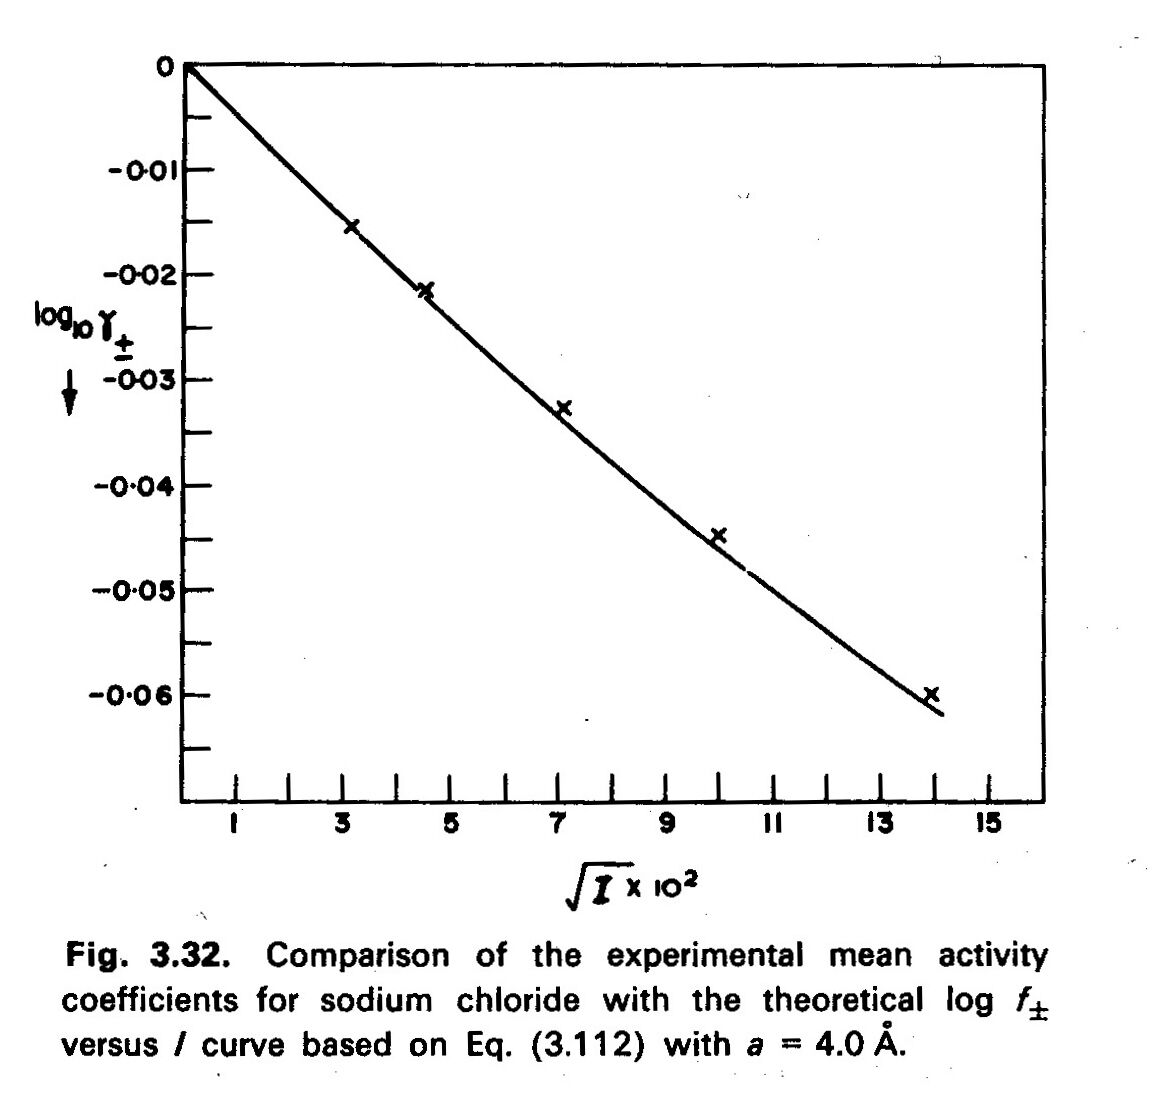 0
-0·01
-0·02
log₁₀ γ±
-0·03
-0·04
-0·05
-0·06
1 3 5 7 9 11 13 15
√I × 10²
Fig. 3.32. Comparison of the experimental mean activity
coefficients for sodium chloride with the theoretical log f±
versus I curve based on Eq. (3.112) with a = 4.0 Å.